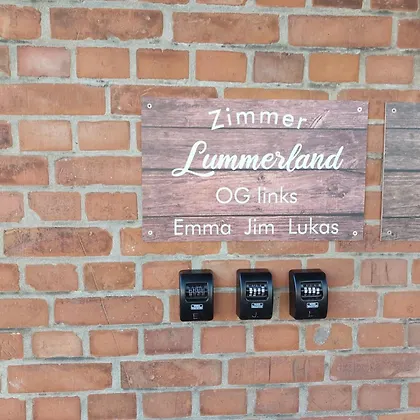 Zimmer
Lummerland
OG links
Emma Jim Lukas
E J L